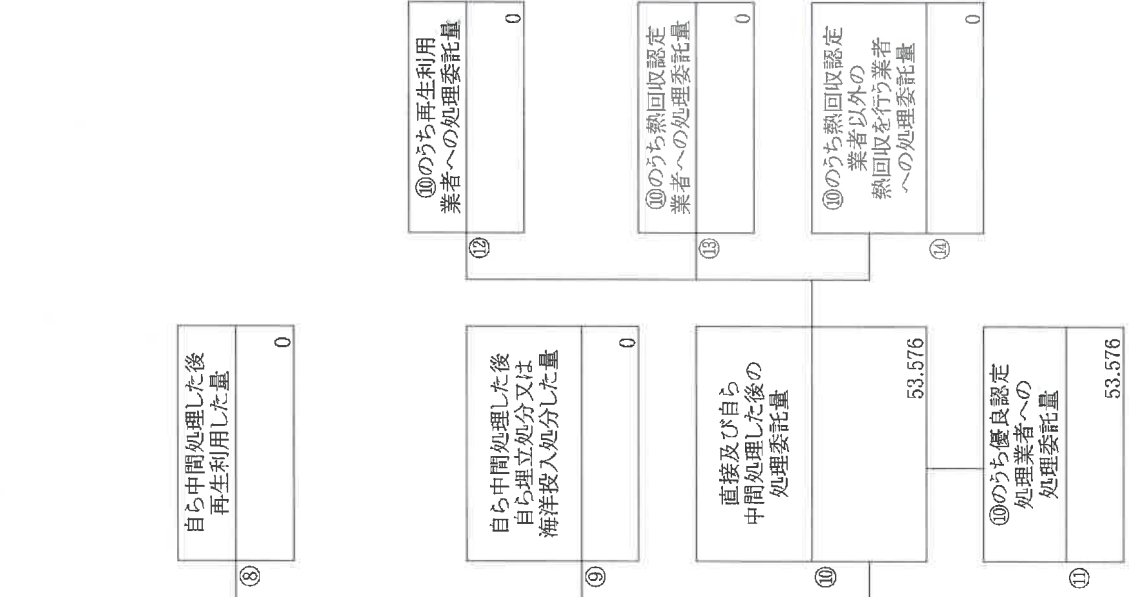 自ら中間処理した後
再生利用した量
0
⑧
自ら中間処理した後
自ら埋立処分又は
海洋投入処分した量
0
⑨
直接及び自ら
中間処理した後の
処理委託量
53.576
⑩
⑩のうち優良認定
処理業者への
処理委託量
53.576
⑪
⑩のうち再生利用
業者への処理委託量
0
⑫
⑩のうち熱回収認定
業者への処理委託量
0
⑬
⑩のうち熱回収認定
業者以外の
熱回収を行う業者
への処理委託量
0
⑭